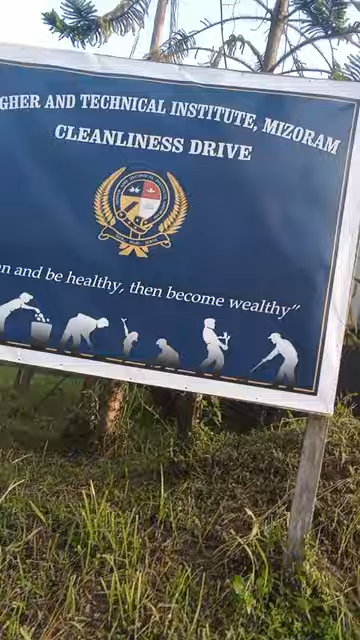 GHER AND TECHNICAL INSTITUTE, MIZORAM
CLEANLINESS DRIVE
n and be healthy, then become wealthy"